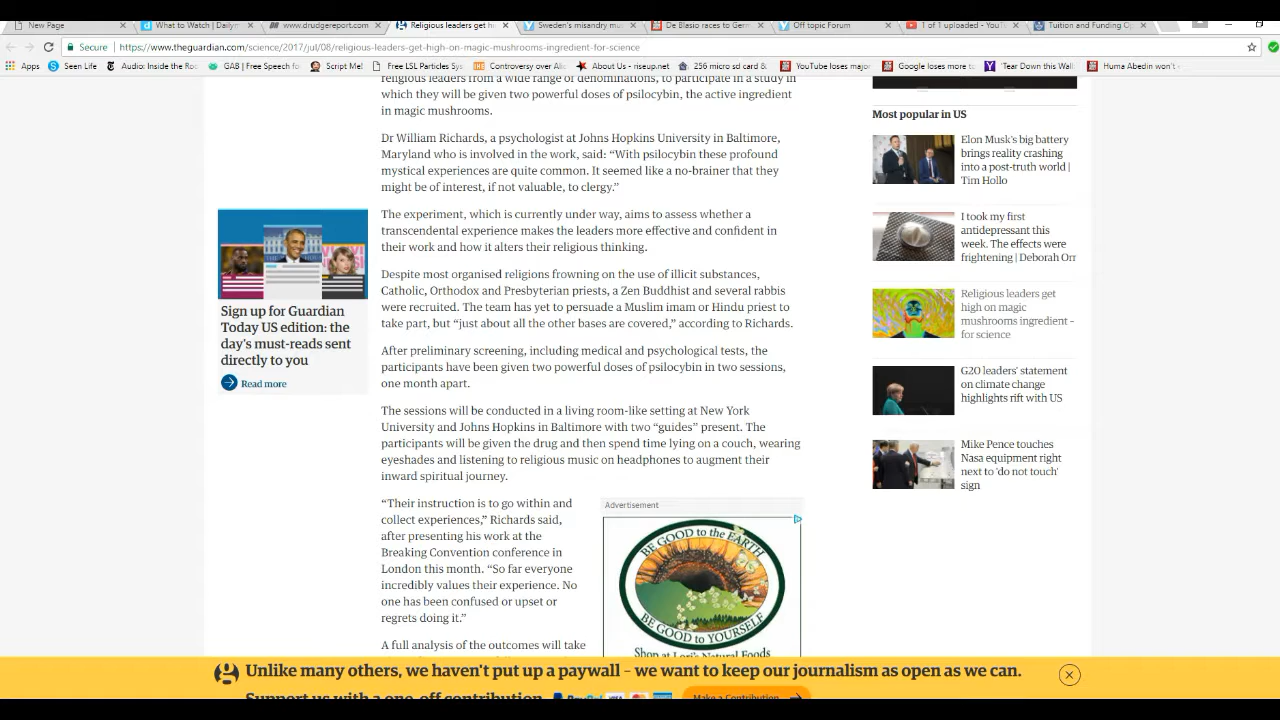 New Page
What to Watch | Daily
www.drudgereport.com
Religious leaders get hi
Sweden's misandry mu
De Blasio races to Germ
Off topic Forum
1 of 1 uploaded - YouT
Tuition and Funding Op
Secure
https://www.theguardian.com/science/2017/jul/08/religious-leaders-get-high-on-magic-mushrooms-ingredient-for-science
Apps
Seen Life
Audio: Inside the Ro
GAB | Free Speech fo
Script Me!
Free LSL Particles Sys
Controversy over Ali
About Us - riseup.net
256 micro sd card &
YouTube loses major
Google loses more to
'Tear Down this Wall
Huma Abedin won't
religious leaders from a wide range of denominations, to participate in a study in
which they will be given two powerful doses of psilocybin, the active ingredient
in magic mushrooms.
Dr William Richards, a psychologist at Johns Hopkins University in Baltimore,
Maryland who is involved in the work, said: “With psilocybin these profound
mystical experiences are quite common. It seemed like a no-brainer that they
might be of interest, if not valuable, to clergy.”
The experiment, which is currently under way, aims to assess whether a
transcendental experience makes the leaders more effective and confident in
their work and how it alters their religious thinking.
Despite most organised religions frowning on the use of illicit substances,
Catholic, Orthodox and Presbyterian priests, a Zen Buddhist and several rabbis
were recruited. The team has yet to persuade a Muslim imam or Hindu priest to
take part, but “just about all the other bases are covered,” according to Richards.
After preliminary screening, including medical and psychological tests, the
participants have been given two powerful doses of psilocybin in two sessions,
one month apart.
The sessions will be conducted in a living room-like setting at New York
University and Johns Hopkins in Baltimore with two “guides” present. The
participants will be given the drug and then spend time lying on a couch, wearing
eyeshades and listening to religious music on headphones to augment their
inward spiritual journey.
“Their instruction is to go within and
collect experiences,” Richards said,
after presenting his work at the
Breaking Convention conference in
London this month. “So far everyone
incredibly values their experience. No
one has been confused or upset or
regrets doing it.”
A full analysis of the outcomes will take
Sign up for Guardian
Today US edition: the
day's must-reads sent
directly to you
Read more
Advertisement
BE GOOD to the EARTH
BE GOOD to YOURSELF
Shop at Lori's Natural Foods
Most popular in US
Elon Musk's big battery
brings reality crashing
into a post-truth world |
Tim Hollo
I took my first
antidepressant this
week. The effects were
frightening | Deborah Orr
Religious leaders get
high on magic
mushrooms ingredient –
for science
G20 leaders' statement
on climate change
highlights rift with US
Mike Pence touches
Nasa equipment right
next to 'do not touch'
sign
Unlike many others, we haven't put up a paywall – we want to keep our journalism as open as we can.
Support us with a one-off contribution
PayPal
VISA
Make a Contribution